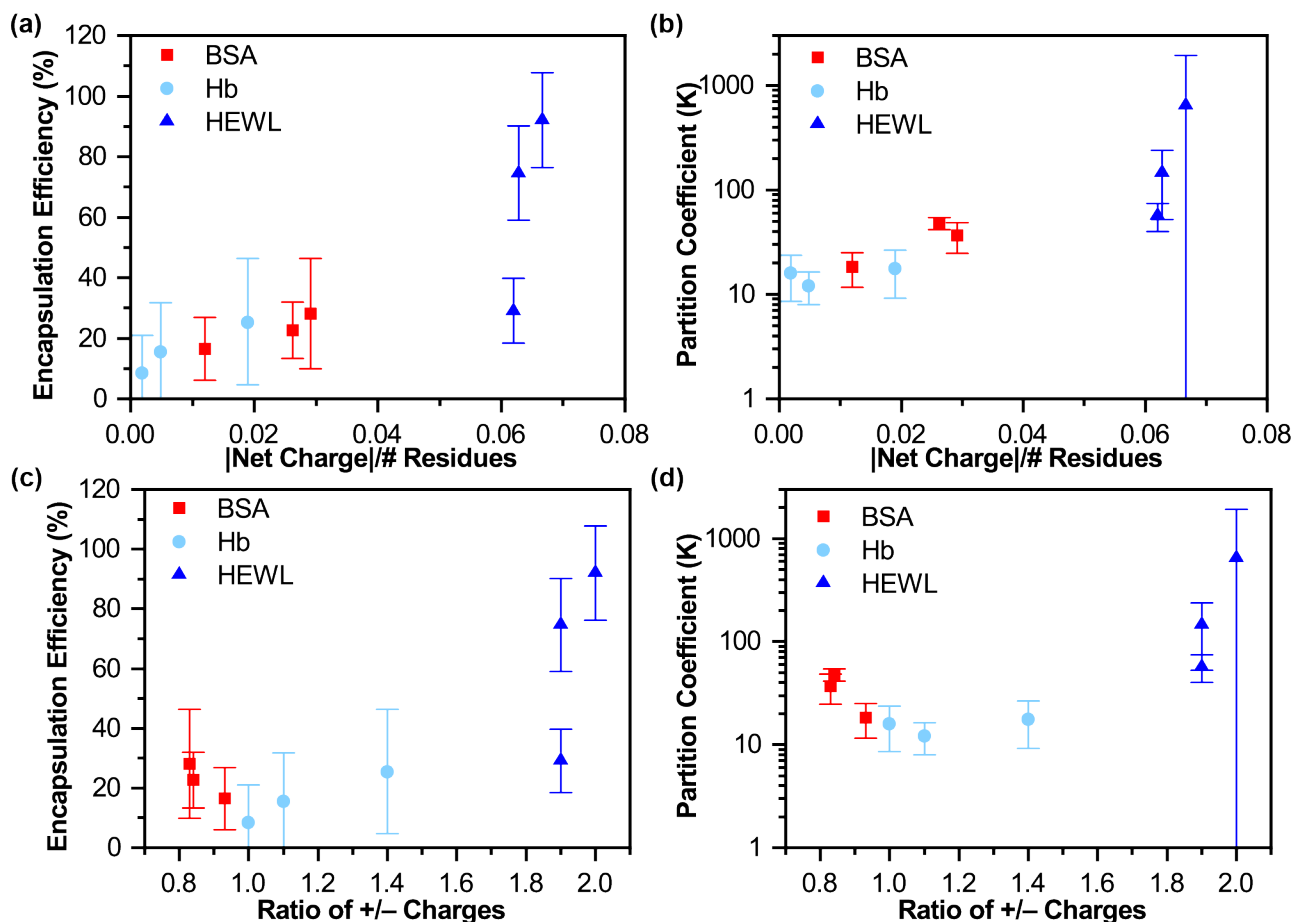 (a)
120
100
80
60
40
20
0
Encapsulation Efficiency (%)
BSA
Hb
HEWL
0.00 0.02 0.04 0.06 0.08
|Net Charge|/# Residues
(b)
1000
100
10
1
Partition Coefficient (K)
BSA
Hb
HEWL
0.00 0.02 0.04 0.06 0.08
|Net Charge|/# Residues
(c)
120
100
80
60
40
20
0
Encapsulation Efficiency (%)
BSA
Hb
HEWL
0.8 1.0 1.2 1.4 1.6 1.8 2.0
Ratio of +/– Charges
(d)
1000
100
10
1
Partition Coefficient (K)
BSA
Hb
HEWL
0.8 1.0 1.2 1.4 1.6 1.8 2.0
Ratio of +/– Charges